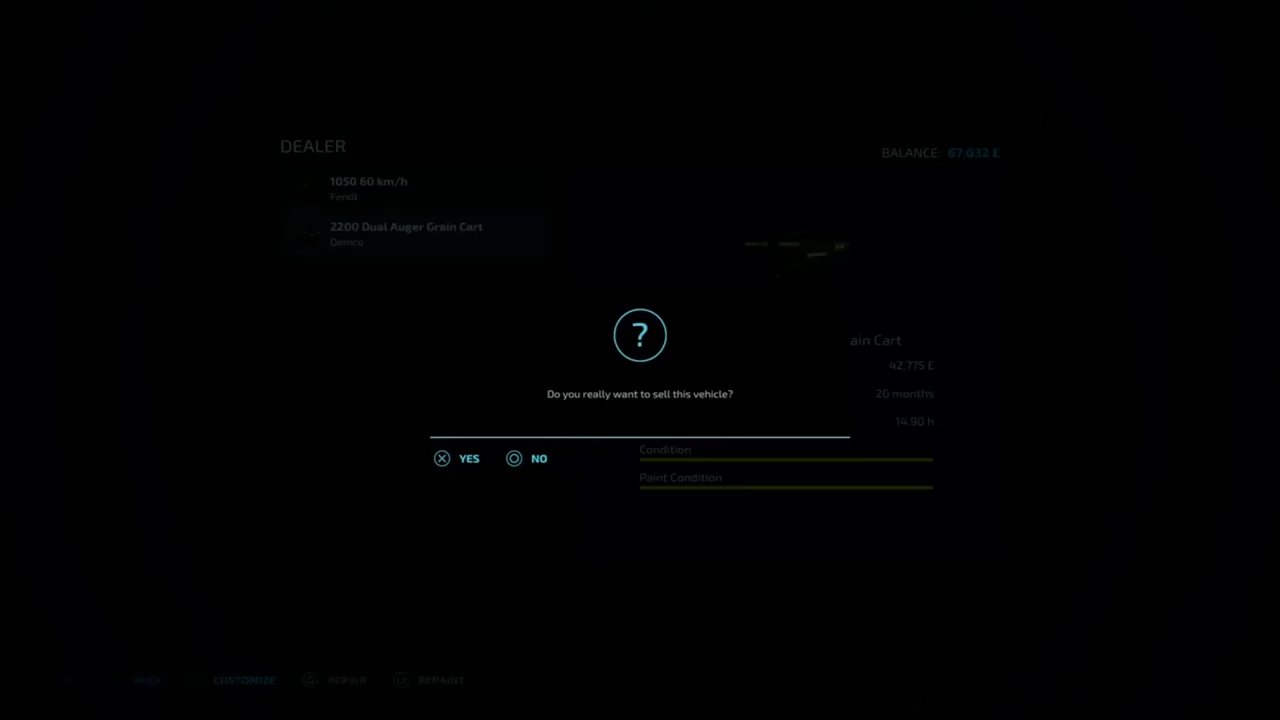 DEALER
BALANCE: 67,032 £
1050 60 km/h
Fendt
2200 Dual Auger Grain Cart
Demco
?
ain Cart
42,775 £
Do you really want to sell this vehicle?
20 months
14.90 h
Condition
YES NO
Paint Condition
CUSTOMIZE REPAIR REPAINT